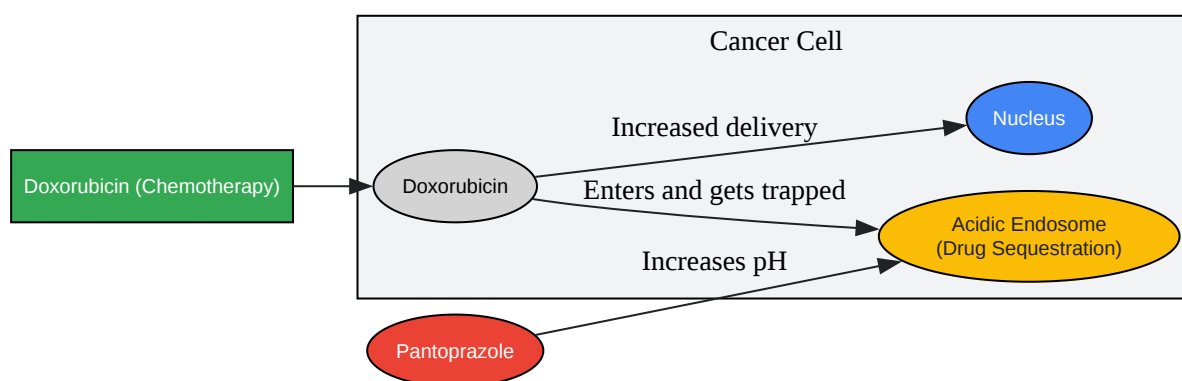 Cancer Cell
Nucleus
Increased delivery
Doxorubicin (Chemotherapy)
Doxorubicin
Enters and gets trapped
Acidic Endosome
(Drug Sequestration)
Increases pH
Pantoprazole